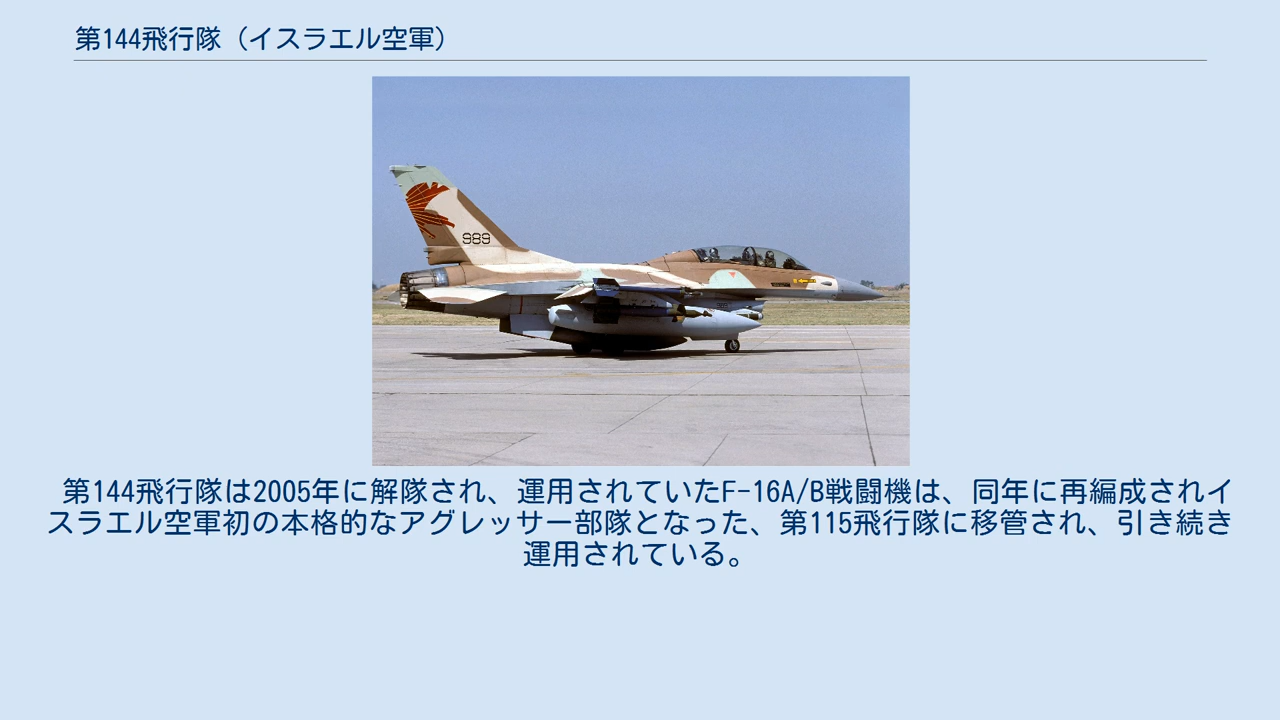 第144飛行隊（イスラエル空軍）
989
第144飛行隊は2005年に解隊され、運用されていたF-16A/B戦闘機は、同年に再編成されイ
スラエル空軍初の本格的なアグレッサー部隊となった、第115飛行隊に移管され、引き続き
運用されている。